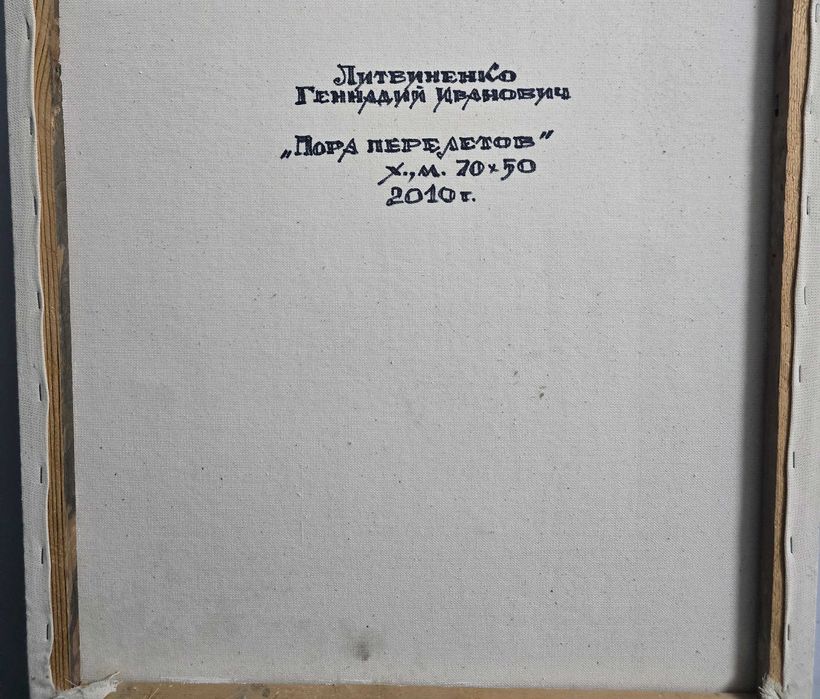 Литвиненко
Геннадий Иванович
„Пора перелетов"
х., м. 70×50
2010 г.